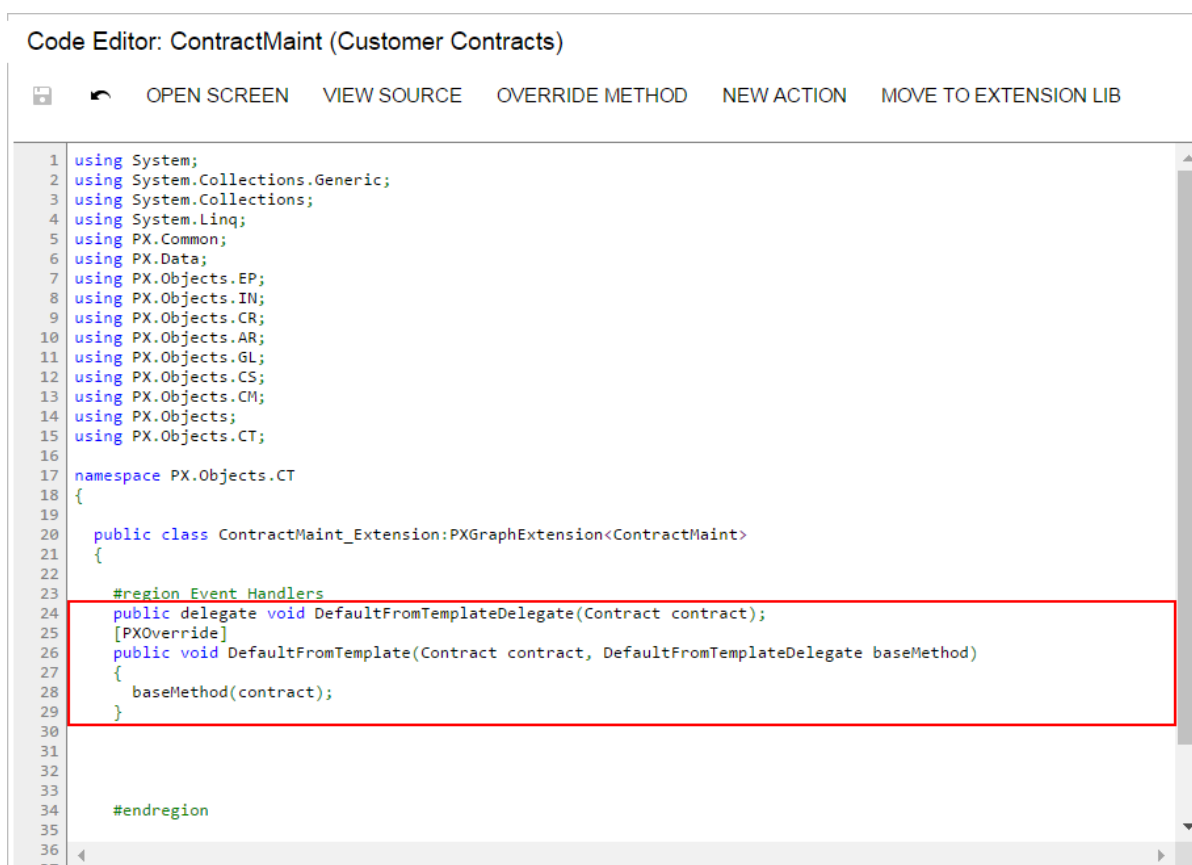 Code Editor: ContractMaint (Customer Contracts)
OPEN SCREEN VIEW SOURCE OVERRIDE METHOD NEW ACTION MOVE TO EXTENSION LIB
1 using System;
2 using System.Collections.Generic;
3 using System.Collections;
4 using System.Linq;
5 using PX.Common;
6 using PX.Data;
7 using PX.Objects.EP;
8 using PX.Objects.IN;
9 using PX.Objects.CR;
10 using PX.Objects.AR;
11 using PX.Objects.GL;
12 using PX.Objects.CS;
13 using PX.Objects.CM;
14 using PX.Objects;
15 using PX.Objects.CT;
16
17 namespace PX.Objects.CT
18 {
19
20 public class ContractMaint_Extension:PXGraphExtension<ContractMaint>
21 {
22
23 #region Event Handlers
24 public delegate void DefaultFromTemplateDelegate(Contract contract);
25 [PXOverride]
26 public void DefaultFromTemplate(Contract contract, DefaultFromTemplateDelegate baseMethod)
27 {
28 baseMethod(contract);
29 }
30
31
32
33
34 #endregion
35
36